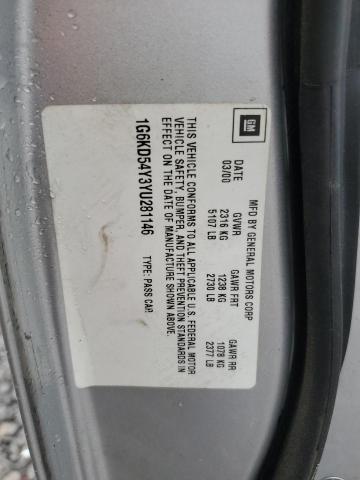 GM
MFD BY GENERAL MOTORS CORP
DATE GVWR GAWR FRT GAWR RR
03/00 2316 KG 1238 KG 1078 KG
5107 LB 2730 LB 2377 LB
THIS VEHICLE CONFORMS TO ALL APPLICABLE U.S. FEDERAL MOTOR
VEHICLE SAFETY, BUMPER, AND THEFT PREVENTION STANDARDS IN
EFFECT ON THE DATE OF MANUFACTURE SHOWN ABOVE.
1G6KD54Y3YU281146 TYPE: PASS CAR